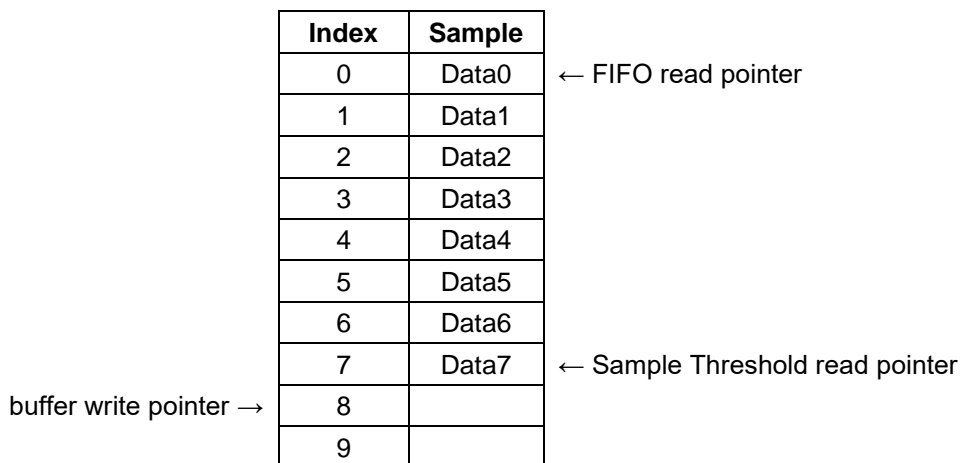 Index Sample
0 Data0 ← FIFO read pointer
1 Data1
2 Data2
3 Data3
4 Data4
5 Data5
6 Data6
7 Data7 ← Sample Threshold read pointer
buffer write pointer → 8
9